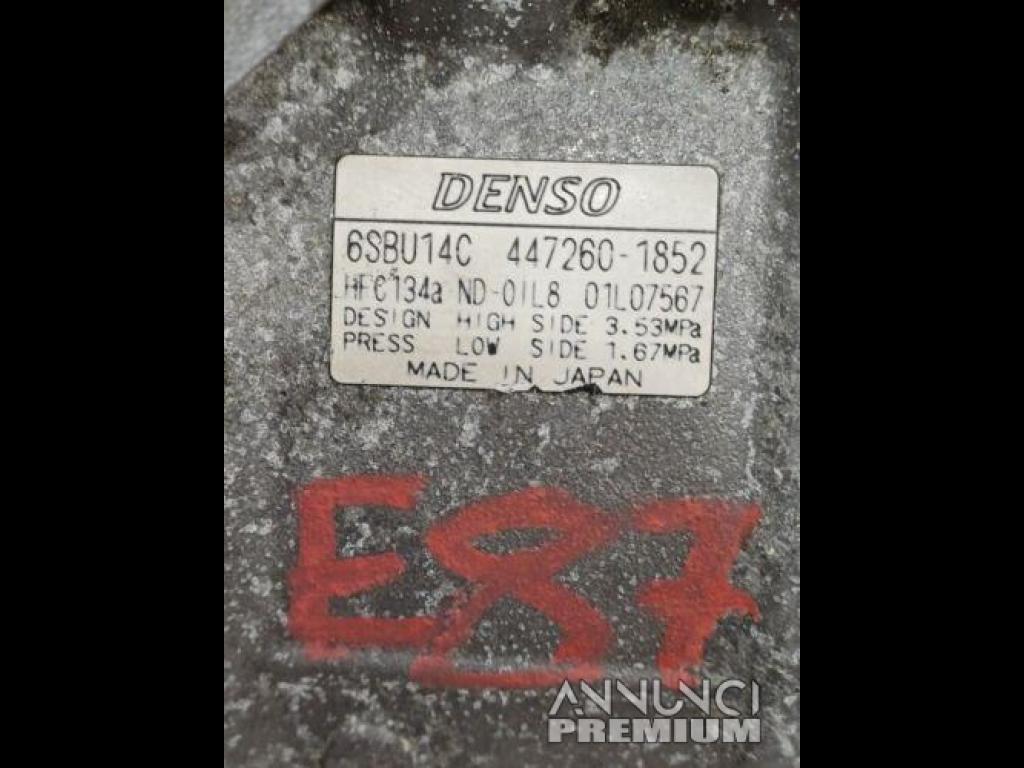 DENSO
6SBU14C 447260-1852
HFC134a ND-OIL8 01L07567
DESIGN HIGH SIDE 3.53MPa
PRESS LOW SIDE 1.67MPa
MADE IN JAPAN
E87
ANNUNCI
PREMIUM